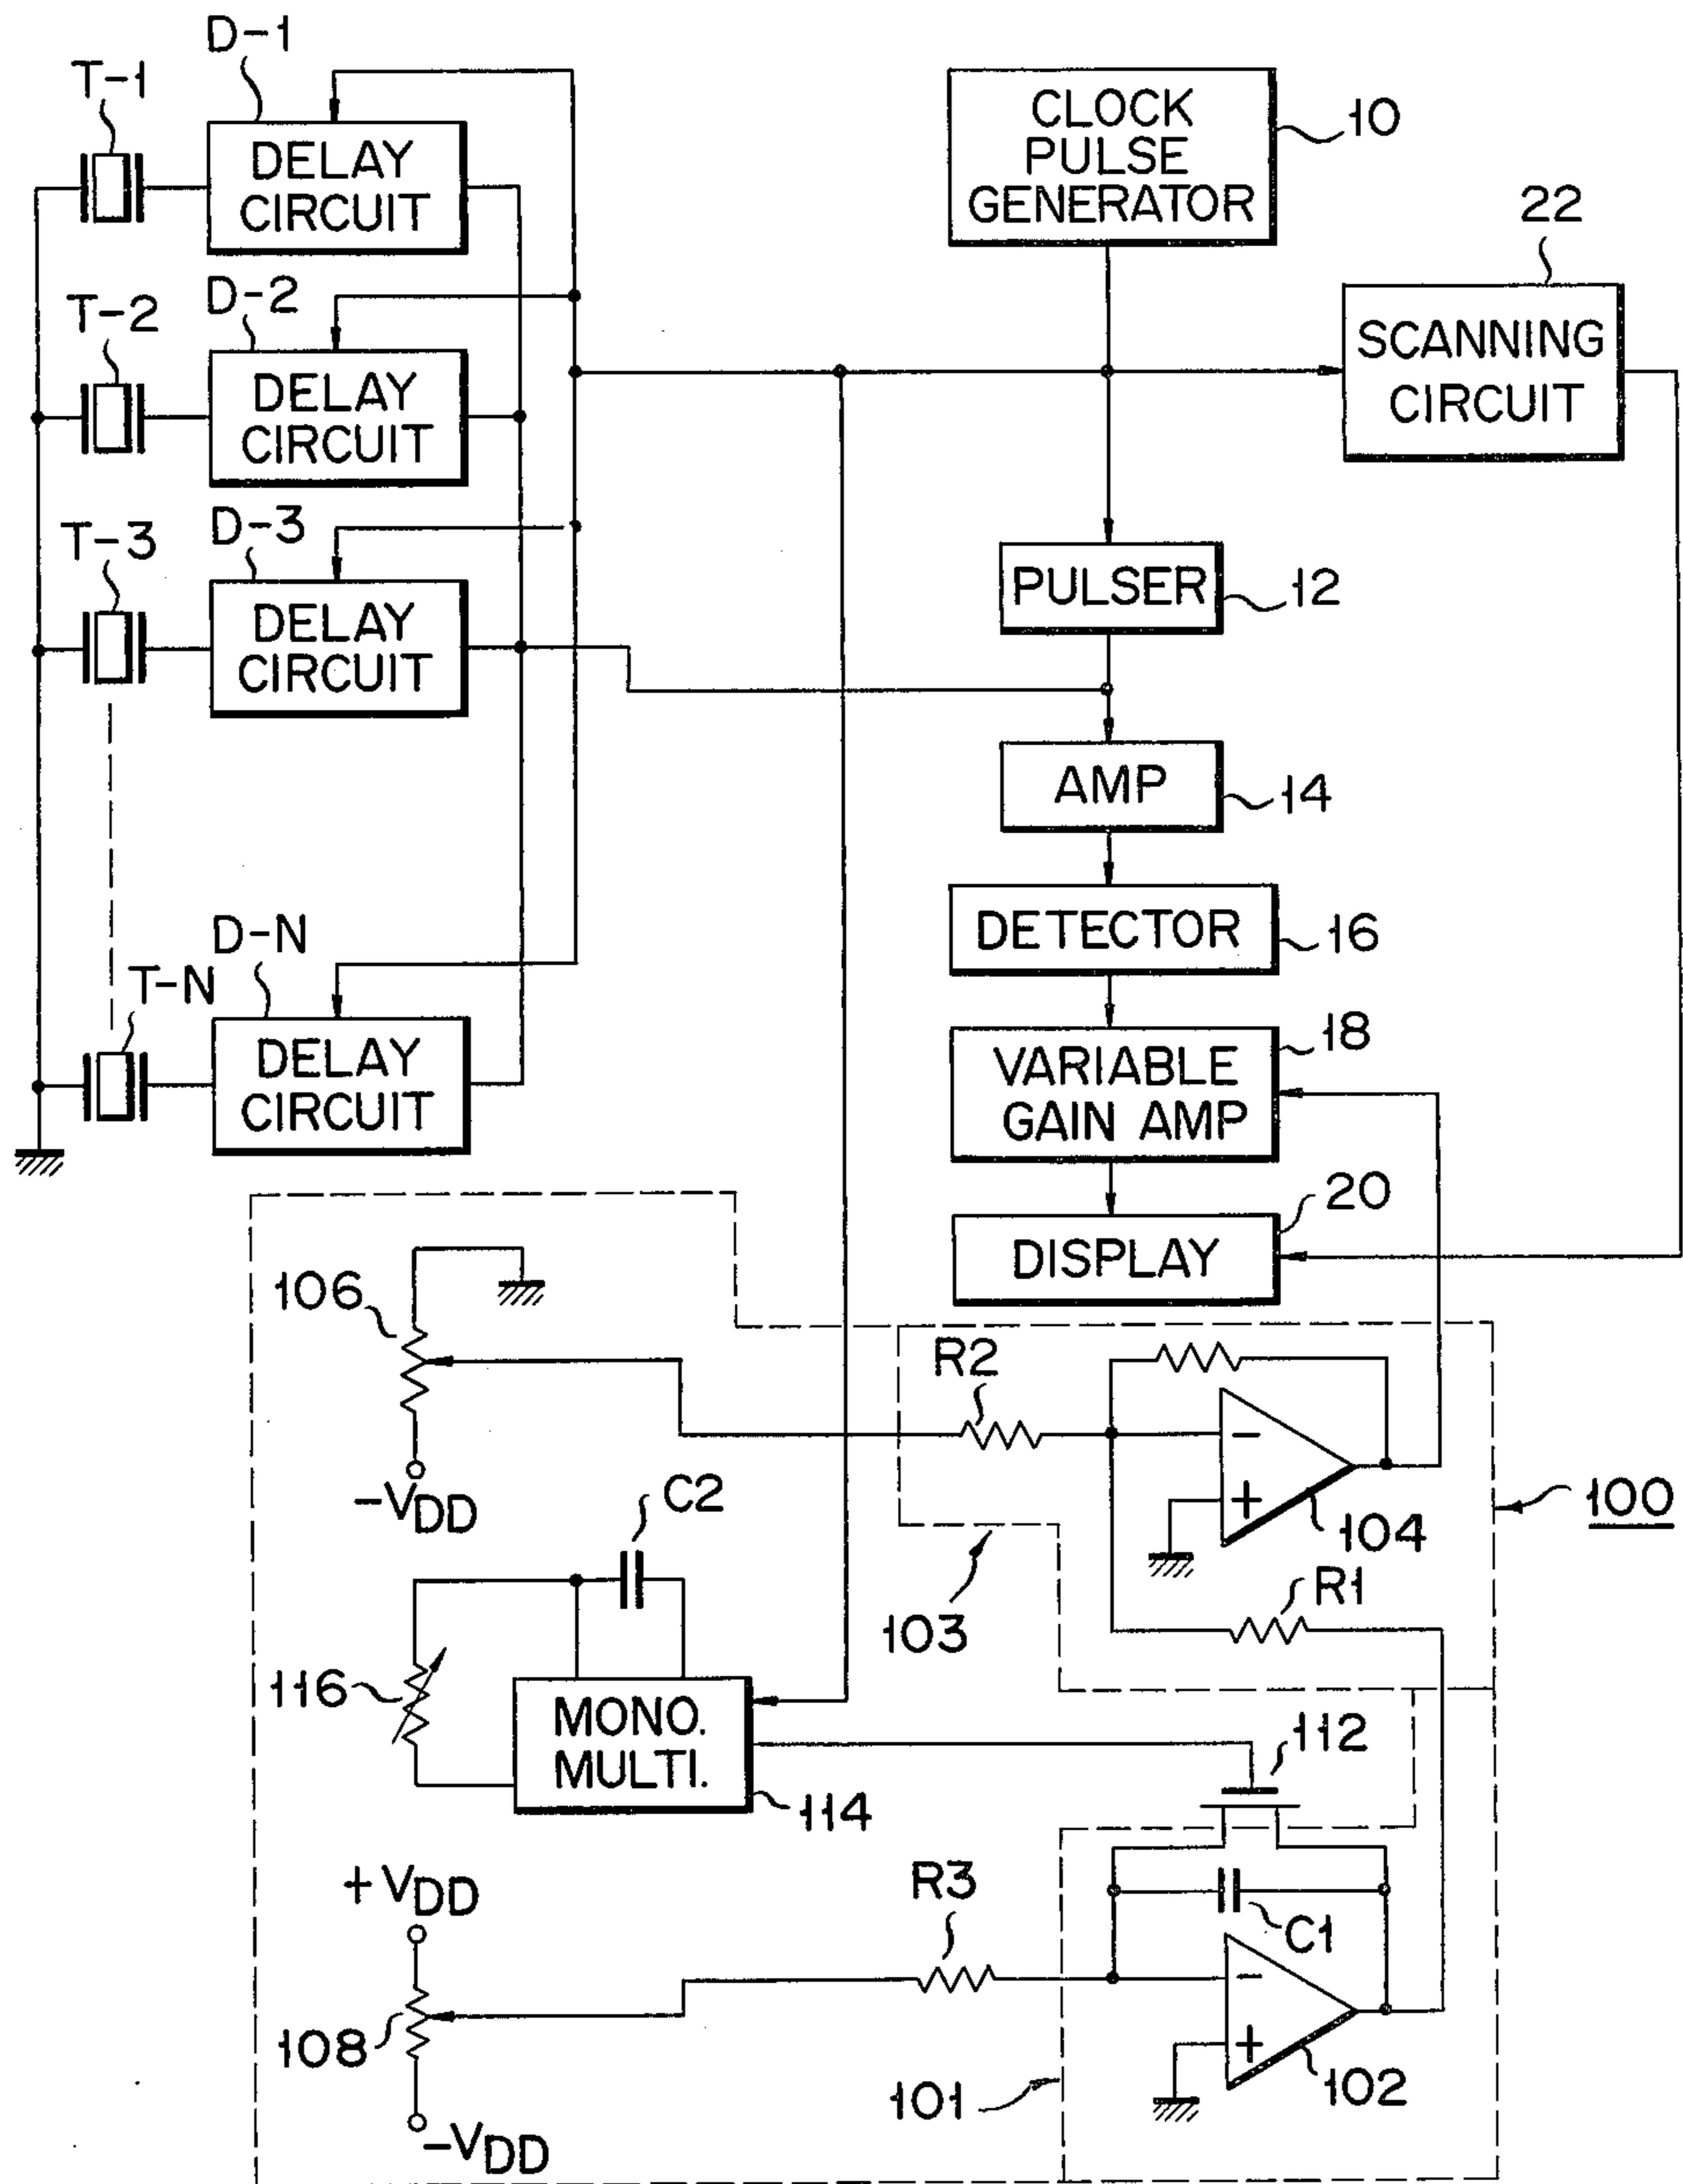 D-1
T-1
DELAY
CIRCUIT
CLOCK
PULSE
GENERATOR
10
22
D-2
T-2
DELAY
CIRCUIT
SCANNING
CIRCUIT
D-3
T-3
DELAY
CIRCUIT
PULSER
12
AMP
14
D-N
T-N
DELAY
CIRCUIT
DETECTOR
16
18
VARIABLE
GAIN AMP
20
DISPLAY
106
-VDD
R2
-
+
104
100
C2
103
R1
116
MONO.
MULTI.
114
112
+VDD
R3
C1
108
-
+
102
101
-VDD